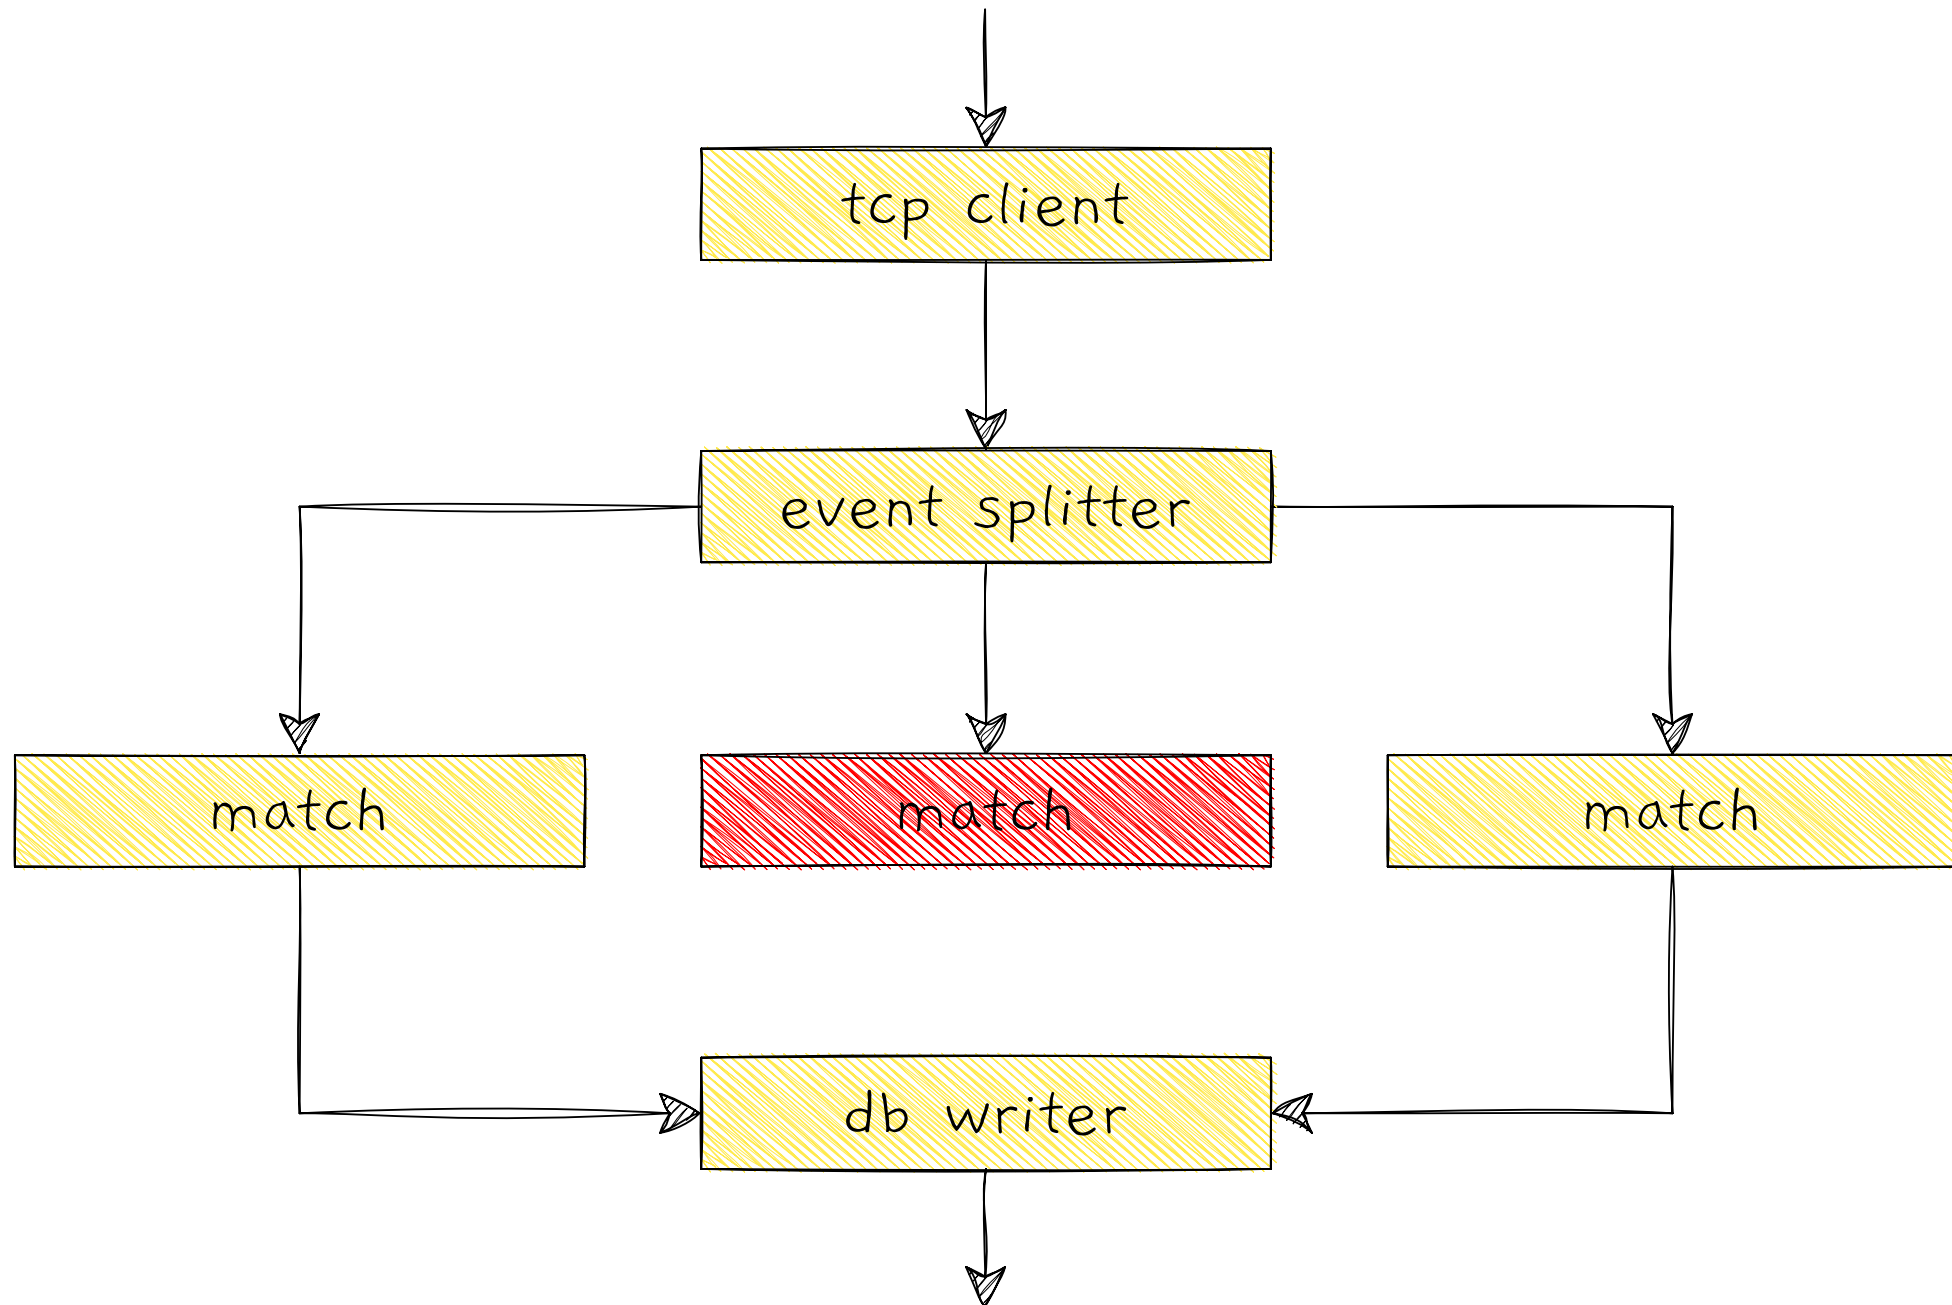 tcp client
event splitter
match
match
match
db writer